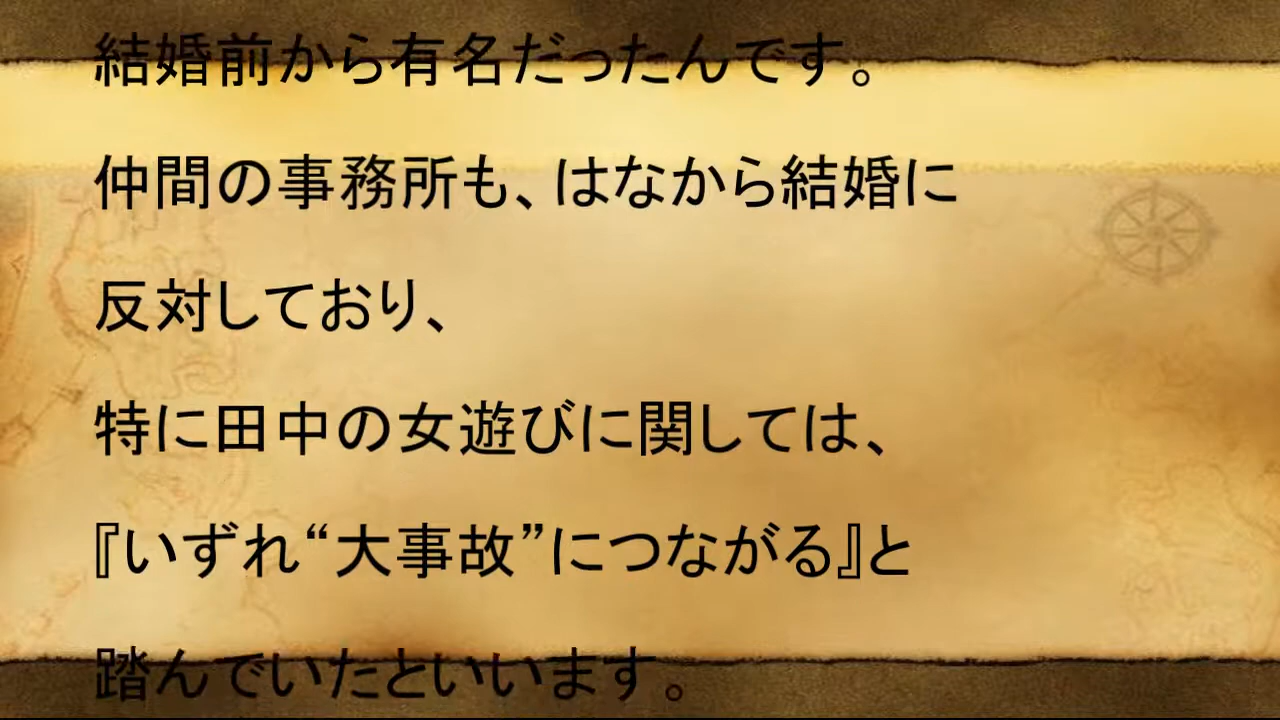 結婚前から有名だったんです。
仲間の事務所も、はなから結婚に
反対しており、
特に田中の女遊びに関しては、
『いずれ“大事故”につながる』と
踏んでいたといいます。